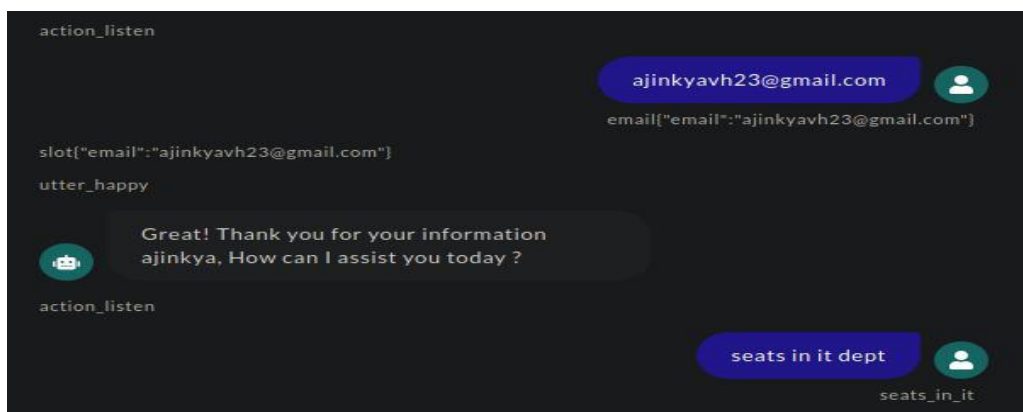 action_listen
ajinkyavh23@gmail.com
email{"email":"ajinkyavh23@gmail.com"}
slot{"email":"ajinkyavh23@gmail.com"}
utter_happy
Great! Thank you for your information
ajinkya, How can I assist you today ?
action_listen
seats in it dept
seats_in_it